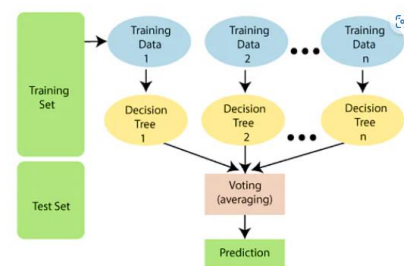 Training
Set
Training
Data
1
Training
Data
2
Training
Data
n
Decision
Tree
1
Decision
Tree
2
Decision
Tree
n
Test Set
Voting
(averaging)
Prediction